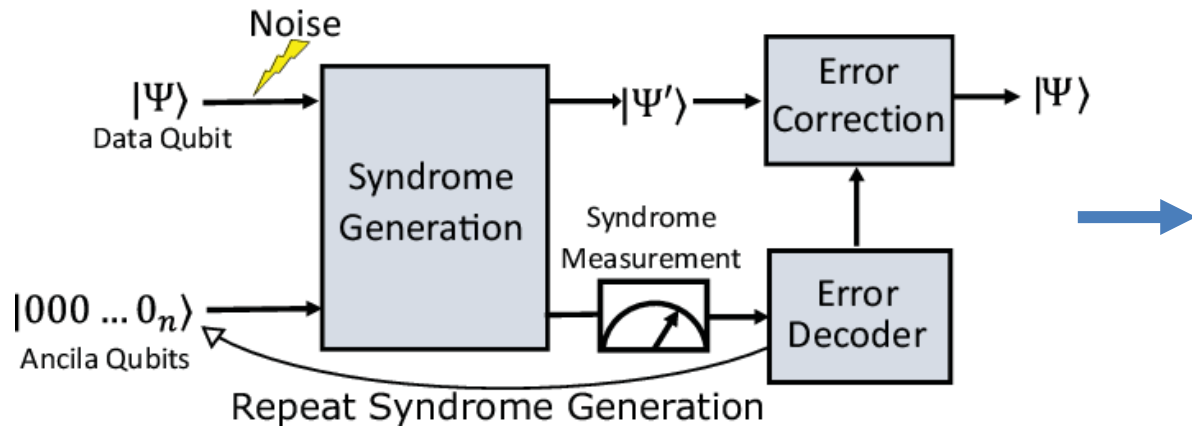 Noise
|Ψ⟩
Data Qubit
Syndrome
Generation
|Ψ'⟩
Error
Correction
|Ψ⟩
Syndrome
Measurement
|000 ... 0ₙ⟩
Ancila Qubits
Error
Decoder
Repeat Syndrome Generation